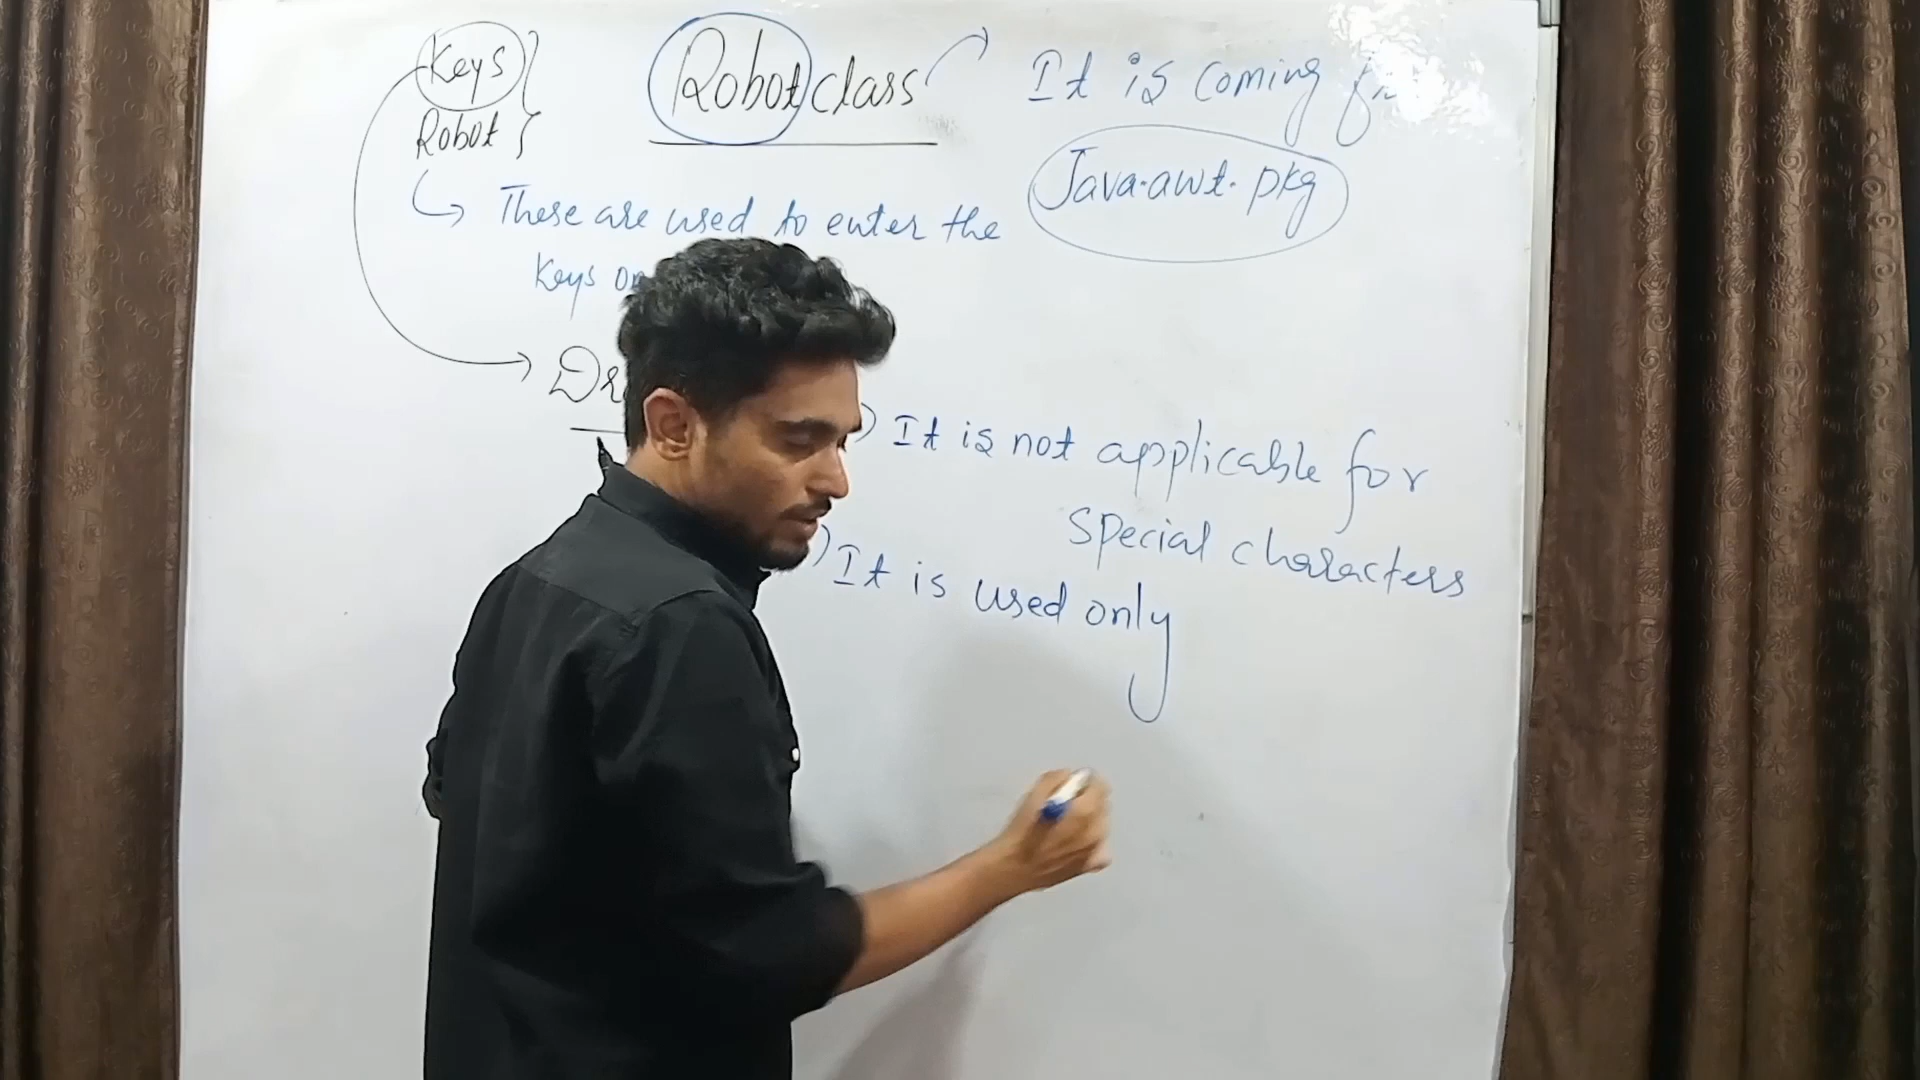 Keys
Robot
Robot class
It is coming
Java.awt. pkg
These are used to enter the
Keys
It is not applicable for
special characters
It is used only